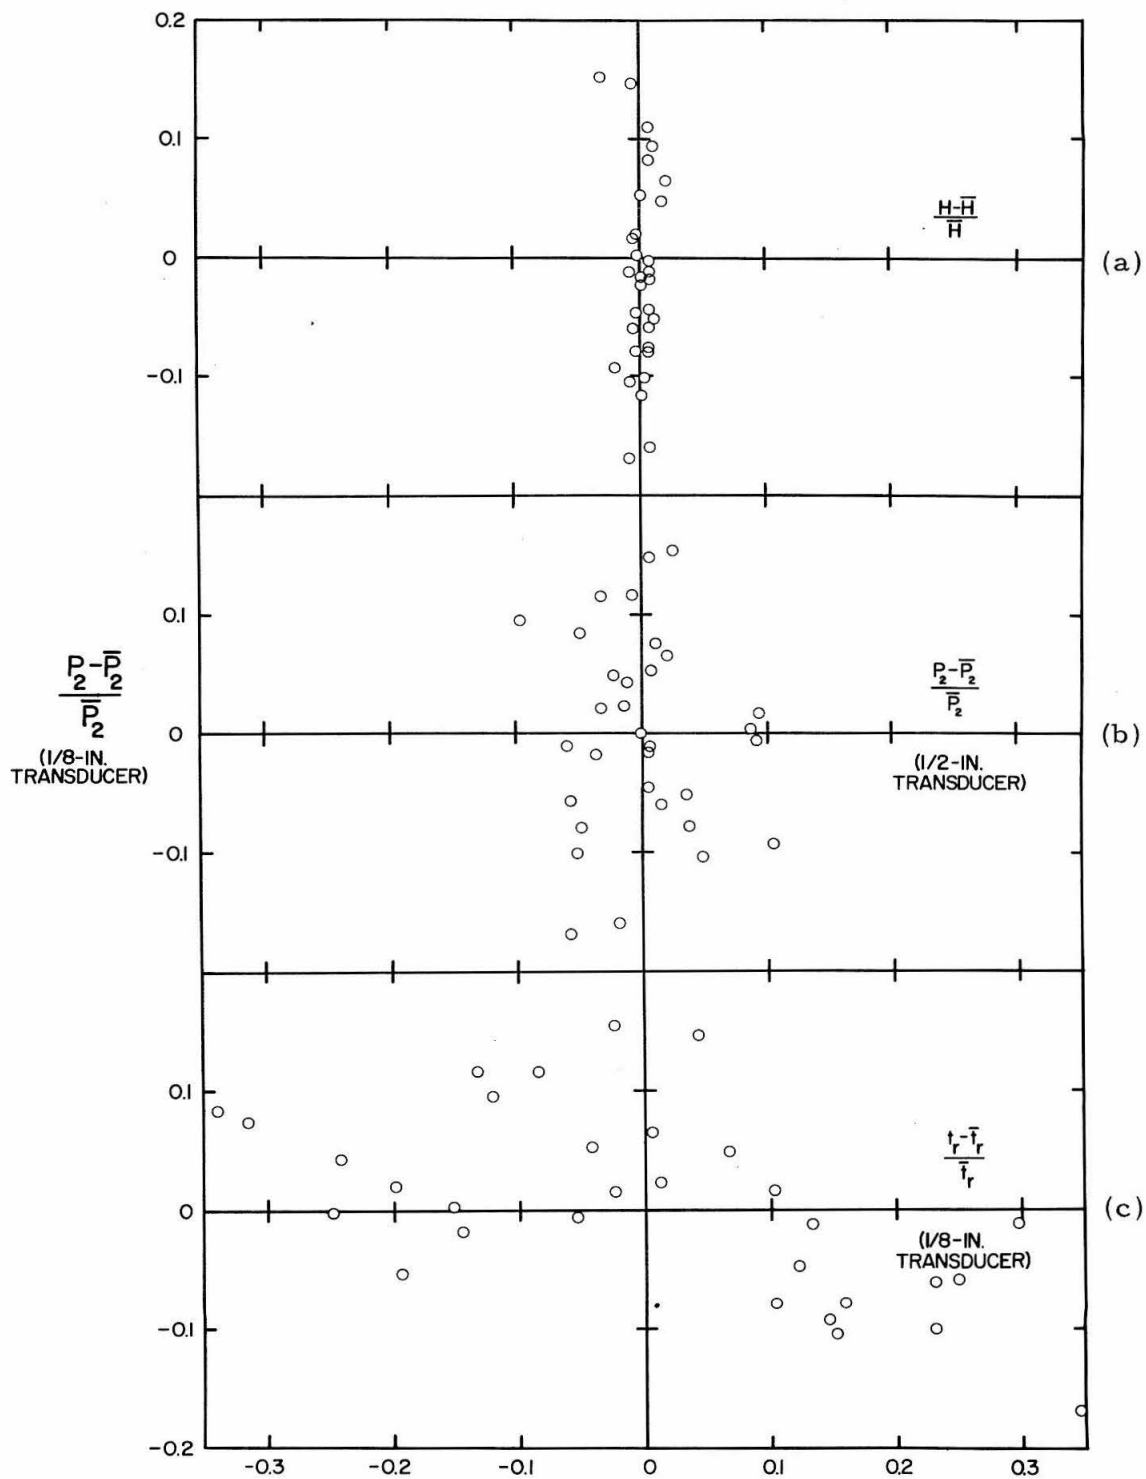 0.2
0.1
H-H̅
H̅
0
(a)
-0.1
0.1
P₂-P̅₂
P̅₂
(1/8-IN.
TRANSDUCER)
0
P₂-P̅₂
P̅₂
(1/2-IN.
TRANSDUCER)
(b)
-0.1
0.1
tᵣ-t̅ᵣ
t̅ᵣ
0
(c)
(1/8-IN.
TRANSDUCER)
-0.1
-0.2
-0.3 -0.2 -0.1 0 0.1 0.2 0.3